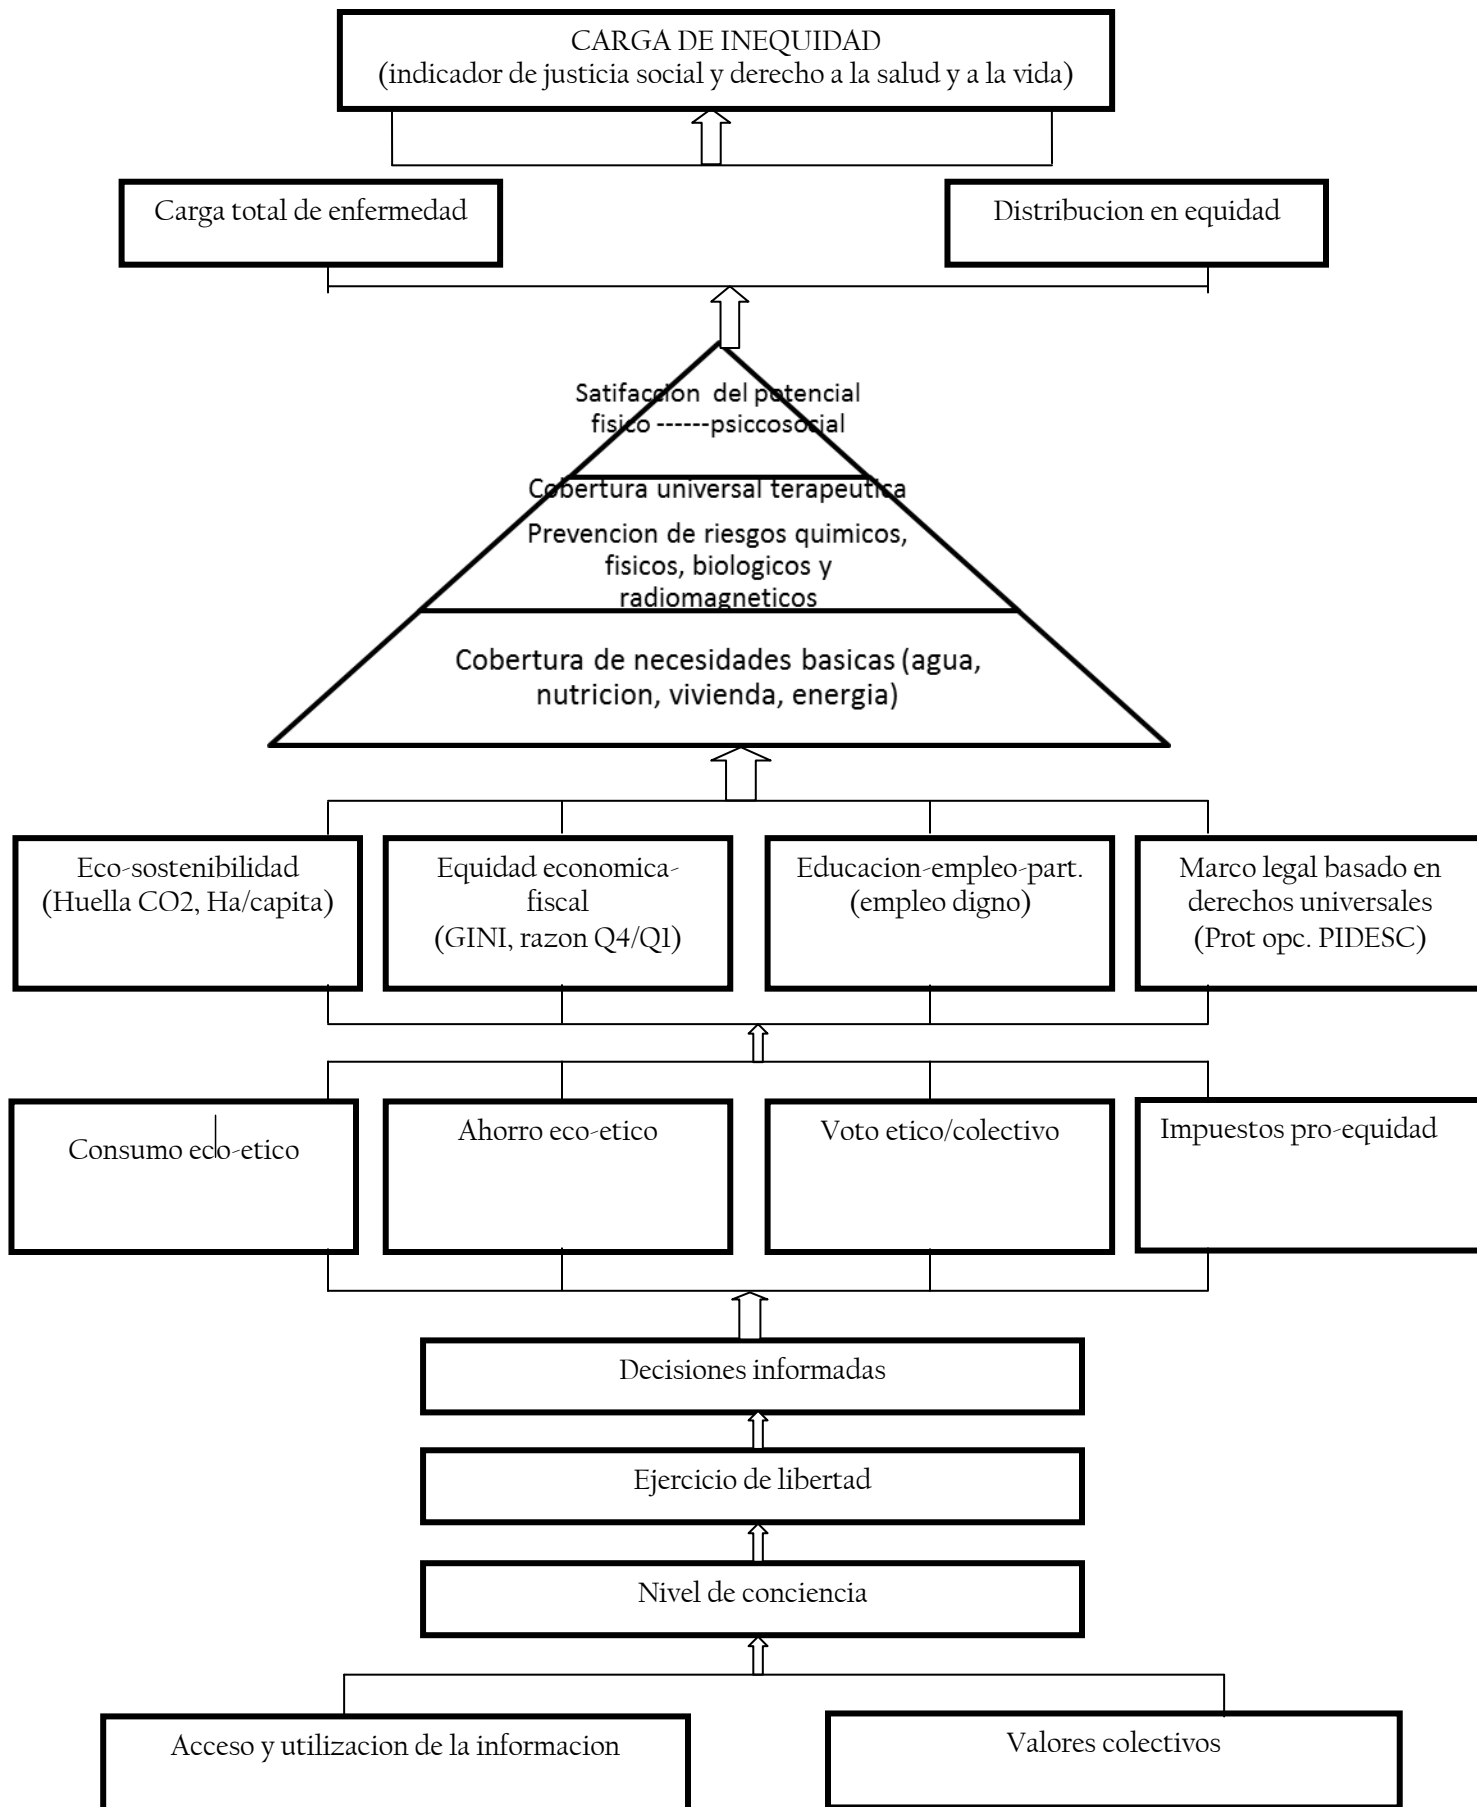 CARGA DE INEQUIDAD
(indicador de justicia social y derecho a la salud y a la vida)
Carga total de enfermedad
Distribucion en equidad
Satifaccion del potencial
fisico ------psiccosocial
Cobertura universal terapeutica
Prevencion de riesgos quimicos,
fisicos, biologicos y
radiomagneticos
Cobertura de necesidades basicas (agua,
nutricion, vivienda, energia)
Eco-sostenibilidad
(Huella CO2, Ha/capita)
Equidad economica-
fiscal
(GINI, razon Q4/Q1)
Educacion-empleo-part.
(empleo digno)
Marco legal basado en
derechos universales
(Prot opc. PIDESC)
Consumo eco-etico
Ahorro eco-etico
Voto etico/colectivo
Impuestos pro-equidad
Decisiones informadas
Ejercicio de libertad
Nivel de conciencia
Acceso y utilizacion de la informacion
Valores colectivos